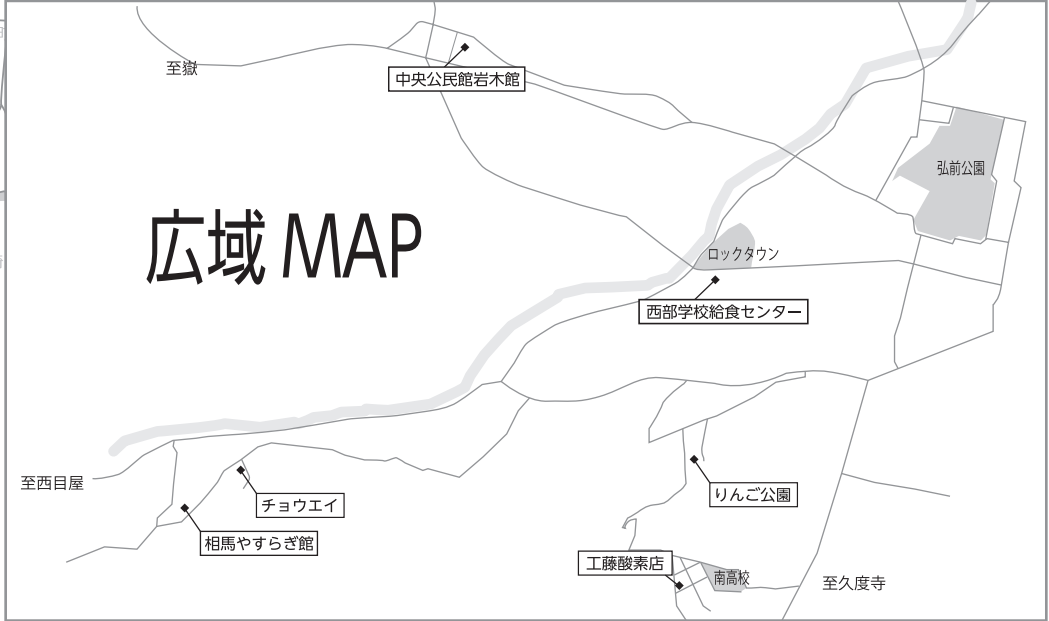 至嶽
中央公民館岩木館
弘前公園
広域 MAP
ロックタウン
西部学校給食センター
至西目屋
チョウエイ
相馬やすらぎ館
りんご公園
工藤酸素店
南高校
至久度寺